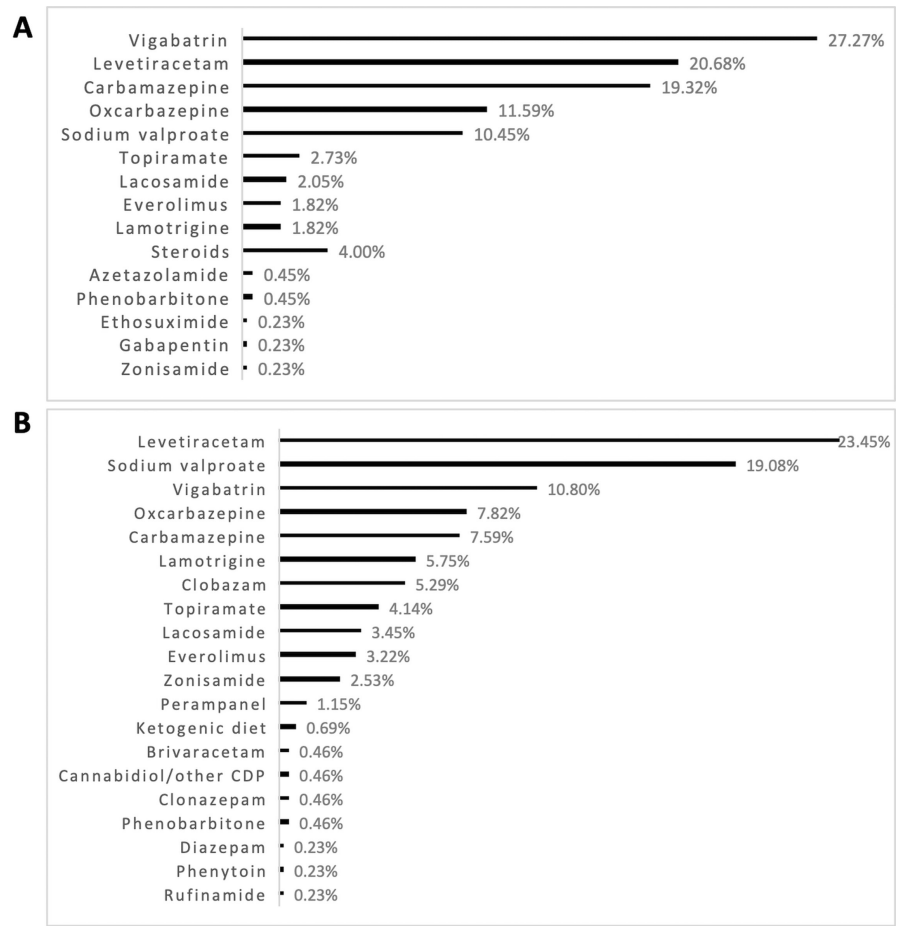 A
Vigabatrin 27.27%
Levetiracetam 20.68%
Carbamazepine 19.32%
Oxcarbazepine 11.59%
Sodium valproate 10.45%
Topiramate 2.73%
Lacosamide 2.05%
Everolimus 1.82%
Lamotrigine 1.82%
Steroids 4.00%
Azetazolamide 0.45%
Phenobarbitone 0.45%
Ethosuximide 0.23%
Gabapentin 0.23%
Zonisamide 0.23%
B
Levetiracetam 23.45%
Sodium valproate 19.08%
Vigabatrin 10.80%
Oxcarbazepine 7.82%
Carbamazepine 7.59%
Lamotrigine 5.75%
Clobazam 5.29%
Topiramate 4.14%
Lacosamide 3.45%
Everolimus 3.22%
Zonisamide 2.53%
Perampanel 1.15%
Ketogenic diet 0.69%
Brivaracetam 0.46%
Cannabidiol/other CDP 0.46%
Clonazepam 0.46%
Phenobarbitone 0.46%
Diazepam 0.23%
Phenytoin 0.23%
Rufinamide 0.23%